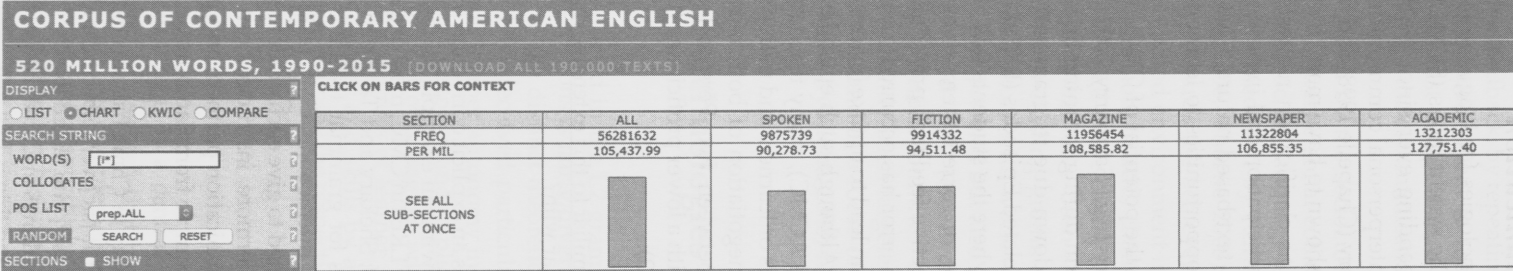 CORPUS OF CONTEMPORARY AMERICAN ENGLISH
520 MILLION WORDS, 1990-2015 [DOWNLOAD ALL 190,000 TEXTS]
DISPLAY ?
LIST CHART KWIC COMPARE
SEARCH STRING ?
WORD(S) [i*]
COLLOCATES
POS LIST prep.ALL
RANDOM SEARCH RESET
SECTIONS SHOW ?
CLICK ON BARS FOR CONTEXT
SECTION ALL SPOKEN FICTION MAGAZINE NEWSPAPER ACADEMIC
FREQ 56281632 9875739 9914332 11956454 11322804 13212303
PER MIL 105,437.99 90,278.73 94,511.48 108,585.82 106,855.35 127,751.40
SEE ALL
SUB-SECTIONS
AT ONCE